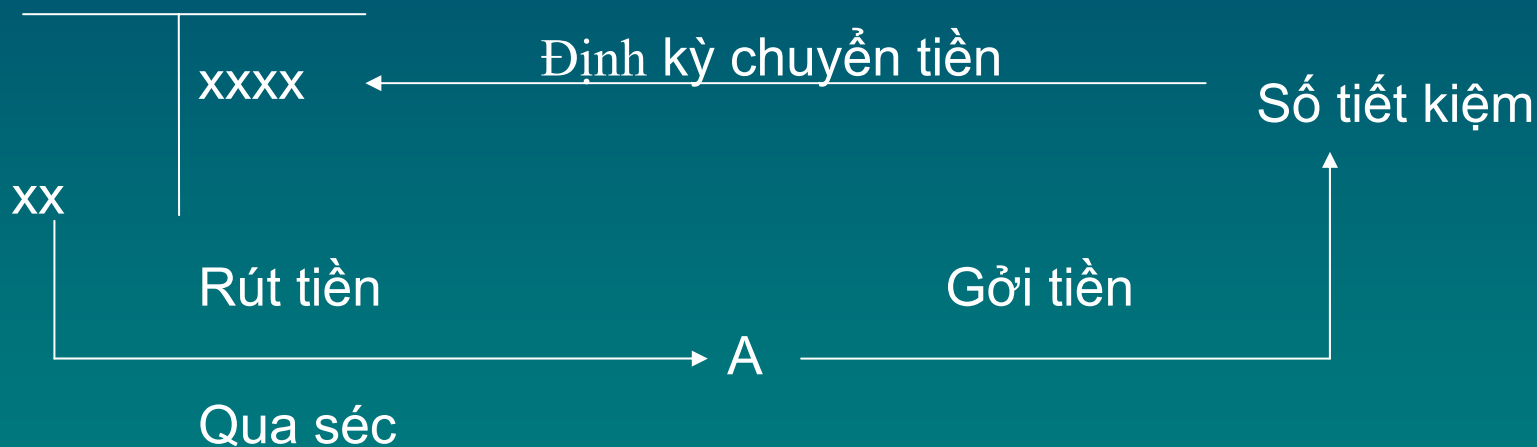 Định kỳ chuyển tiền
xxxx
Số tiết kiệm
xx
Rút tiền
Gởi tiền
A
Qua séc